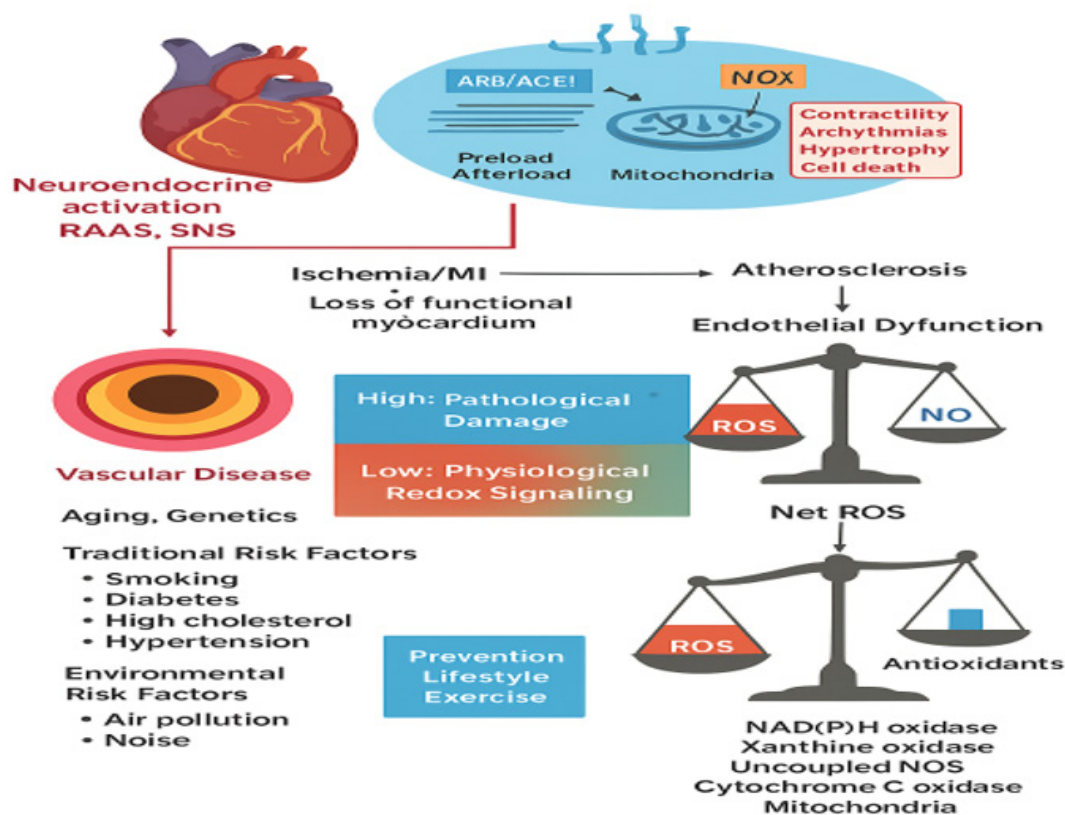 ARB/ACE!
NOX
Contractility
Archythmias
Hypertrophy
Cell death
Preload
Afterload
Mitochondria
Neuroendocrine
activation
RAAS, SNS
Ischemia/MI
Loss of functional
myòcardium
Atherosclerosis
Endothelial Dyfunction
High: Pathological
Damage
Low: Physiological
Redox Signaling
ROS
NO
Net ROS
Vascular Disease
Aging, Genetics
Traditional Risk Factors
• Smoking
• Diabetes
• High cholesterol
• Hypertension
Environmental
Risk Factors
• Air pollution
• Noise
Prevention
Lifestyle
Exercise
ROS
Antioxidants
NAD(P)H oxidase
Xanthine oxidase
Uncoupled NOS
Cytochrome C oxidase
Mitochondria